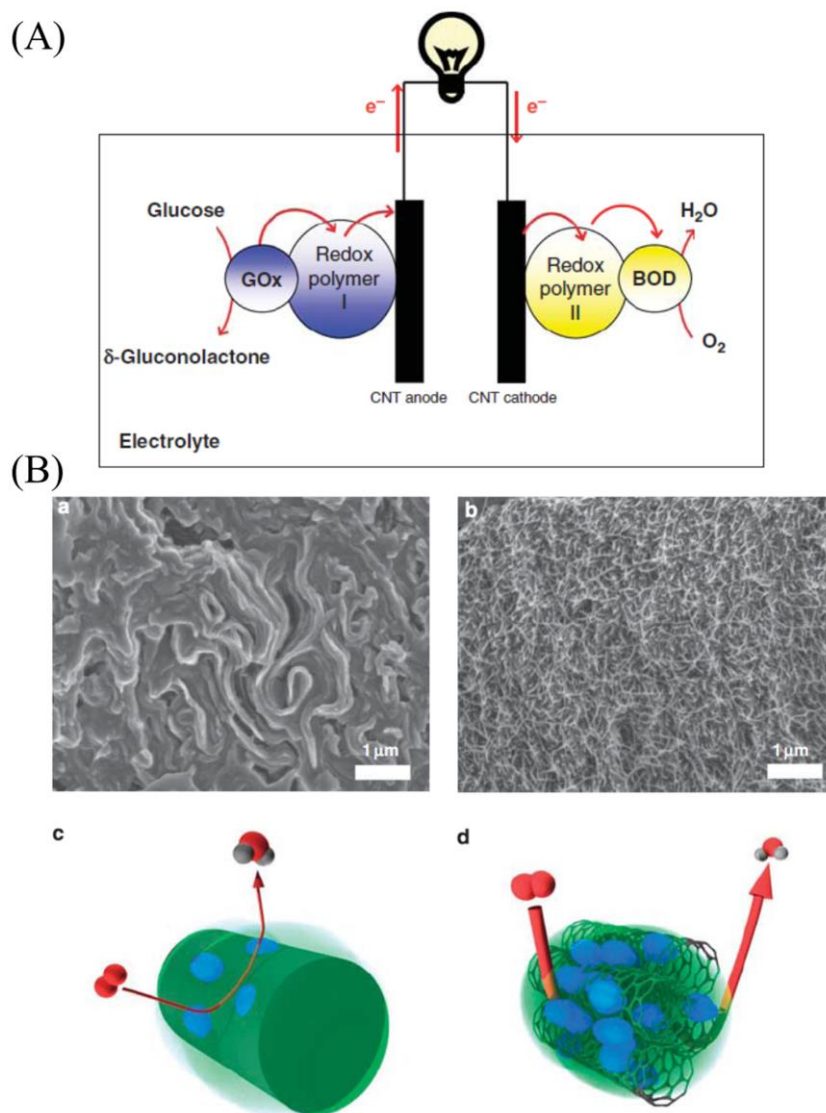 (A)
e⁻ e⁻
Glucose H₂O
GOx Redox polymer I Redox polymer II BOD
δ-Gluconolactone O₂
CNT anode CNT cathode
Electrolyte
(B)
a b
1 μm 1 μm
c d